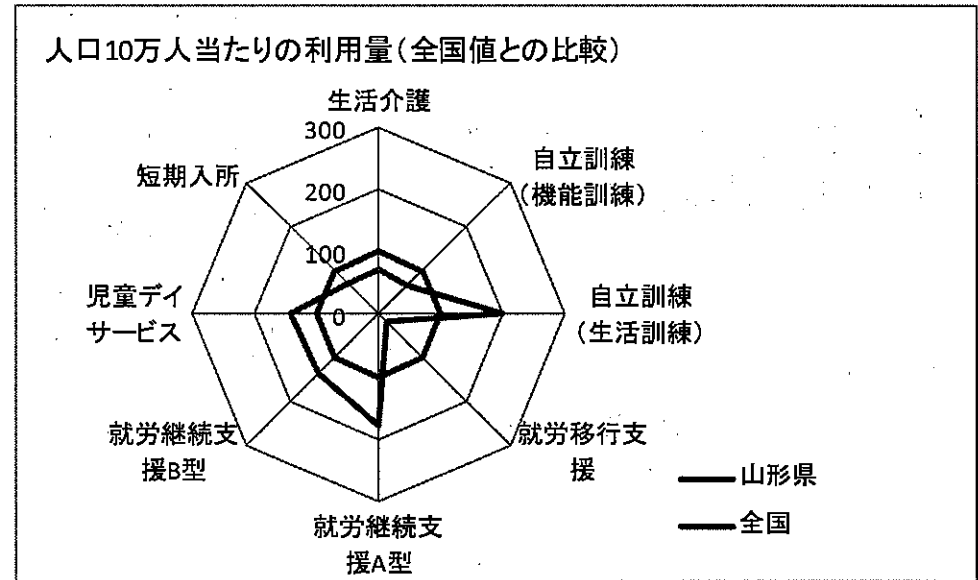 人口10万人当たりの利用量(全国値との比較)
生活介護
300
自立訓練
(機能訓練)
短期入所
200
100
児童デイ
サービス
0
自立訓練
(生活訓練)
就労継続支
援B型
就労移行支
援
山形県
全国
就労継続支
援A型